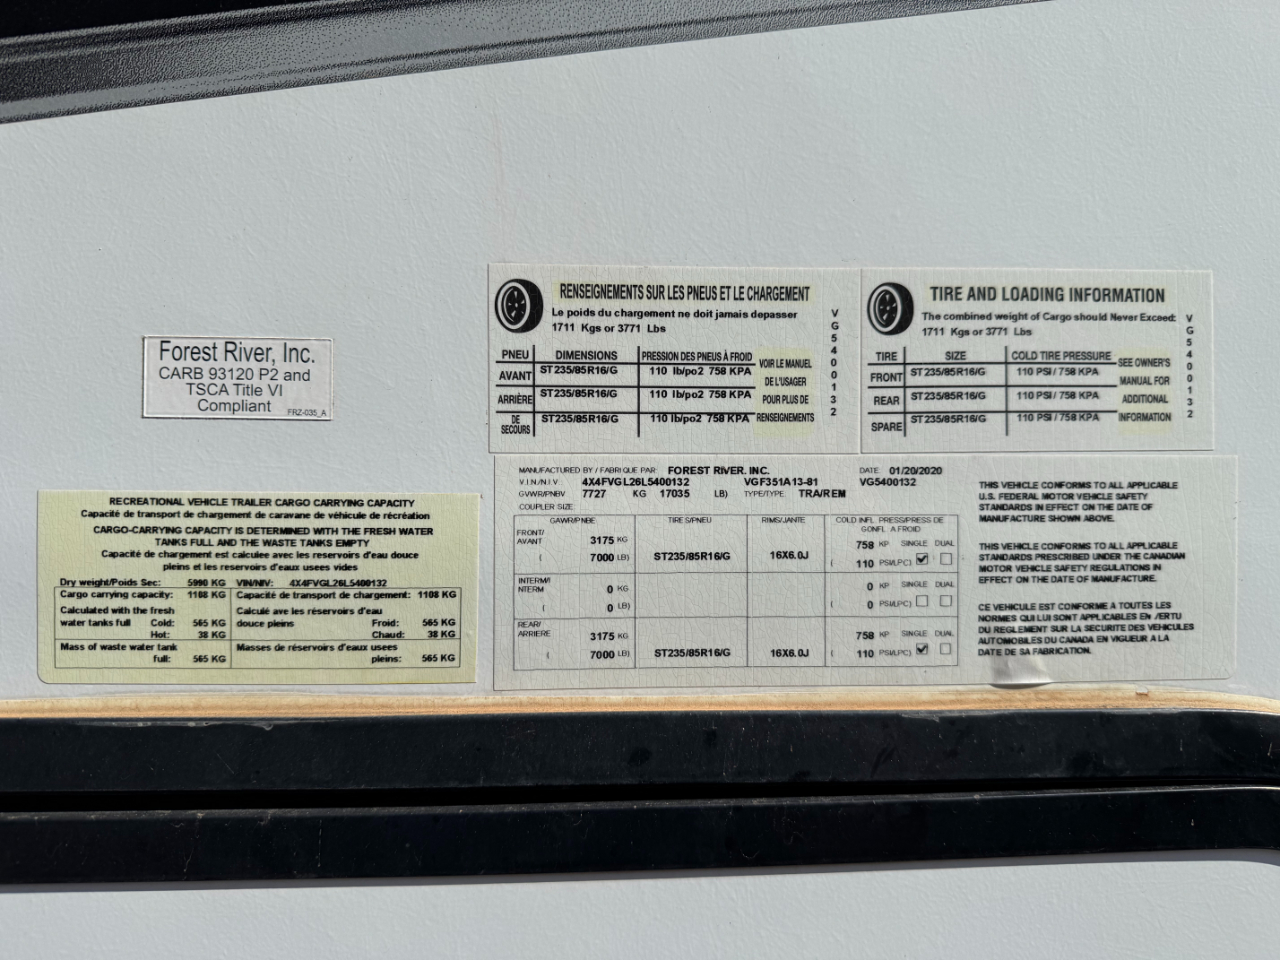 Forest River, Inc.
CARB 93120 P2 and
TSCA Title VI
Compliant
FRZ-035_A
RECREATIONAL VEHICLE TRAILER CARGO CARRYING CAPACITY
Capacité de transport de chargement de caravane de véhicule de récréation
CARGO-CARRYING CAPACITY IS DETERMINED WITH THE FRESH WATER
TANKS FULL AND THE WASTE TANKS EMPTY
Capacité de chargement est calculee avec les reservoirs d'eau douce
pleins et les reservoirs d'eaux usees vides
Dry weight/Poids Sec: 5990 KG VIN/NIV: 4X4FVGL26L5400132
Cargo carrying capacity: 1108 KG Capacitie de transport de chargement: 1108 KG
Calculated with the fresh Calculé ave les réservoirs d'eau
water tanks full Cold: 565 KG douce pleins Froid: 565 KG
Hot: 38 KG Chaud: 38 KG
Mass of waste water tank Masses de réservoirs d'eaux usees
full: 565 KG pleins: 565 KG
RENSEIGNEMENTS SUR LES PNEUS ET LE CHARGEMENT
Le poids du chargement ne doit jamais depasser
1711 Kgs or 3771 Lbs
PNEU DIMENSIONS PRESSION DES PNEUS À FROID VOIR LE MANUEL
AVANT ST235/85R16/G 110 lb/po2 758 KPA DE L'USAGER
ARRIÈRE ST235/85R16/G 110 lb/po2 758 KPA POUR PLUS DE
DE SECOURS ST235/85R16/G 110 lb/po2 758 KPA RENSEIGNEMENTS
VG5400132
TIRE AND LOADING INFORMATION
The combined weight of Cargo should Never Exceed:
1711 Kgs or 3771 Lbs
TIRE SIZE COLD TIRE PRESSURE SEE OWNER'S
FRONT ST235/85R16/G 110 PSI / 758 KPA MANUAL FOR
REAR ST235/85R16/G 110 PSI / 758 KPA ADDITIONAL
SPARE ST235/85R16/G 110 PSI / 758 KPA INFORMATION
VG5400132
MANUFACTURED BY / FABRIQUE PAR: FOREST RIVER, INC. DATE: 01/20/2020
V.I.N./N.I.V.: 4X4FVGL26L5400132 VGF351A13-81 VG5400132
GVWR/PNBV 7727 KG 17035 LB) TYPE/TYPE: TRA/REM
COUPLER SIZE:
GAWR/PNBE TIRES/PNEU RIMS/JANTE COLD INFL. PRESS/PRESS DE
GONFL. A FROID
FRONT/
AVANT 3175 KG 758 KP SINGLE DUAL
( 7000 LB) ST235/85R16/G 16X6.0J ( 110 PSI/LPC)
INTERM/I
NTERM 0 KG 0 KP SINGLE DUAL
( 0 LB) ( 0 PSI/LPC)
REAR/
ARRIERE 3175 KG 758 KP SINGLE DUAL
( 7000 LB) ST235/85R16/G 16X6.0J ( 110 PSI/LPC)
THIS VEHICLE CONFORMS TO ALL APPLICABLE
U.S. FEDERAL MOTOR VEHICLE SAFETY
STANDARDS IN EFFECT ON THE DATE OF
MANUFACTURE SHOWN ABOVE.
THIS VEHICLE CONFORMS TO ALL APPLICABLE
STANDARDS PRESCRIBED UNDER THE CANADIAN
MOTOR VEHICLE SAFETY REGULATIONS IN
EFFECT ON THE DATE OF MANUFACTURE.
CE VEHICULE EST CONFORME A TOUTES LES
NORMES QUI LUI SONT APPLICABLES EN /ERTU
DU REGLEMENT SUR LA SECURITE DES VEHICULES
AUTOMOBILES DU CANADA EN VIGUEUR A LA
DATE DE SA FABRICATION.